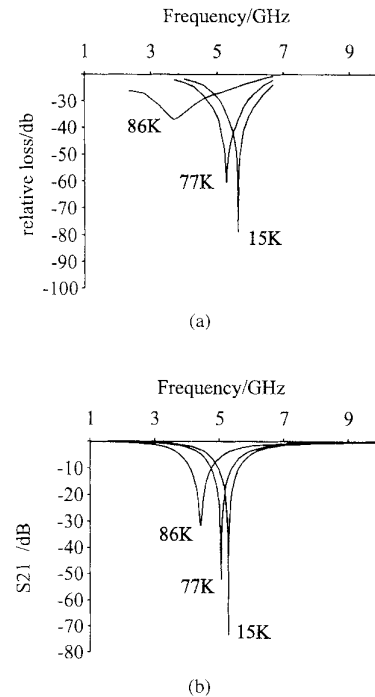 Frequency/GHz
1 3 5 7 9
relative loss/db
-30
-40
-50
-60
-70
-80
-90
-100
86K
77K
15K
(a)
Frequency/GHz
1 3 5 7 9
S21 /dB
-10
-20
-30
-40
-50
-60
-70
-80
86K
77K
15K
(b)